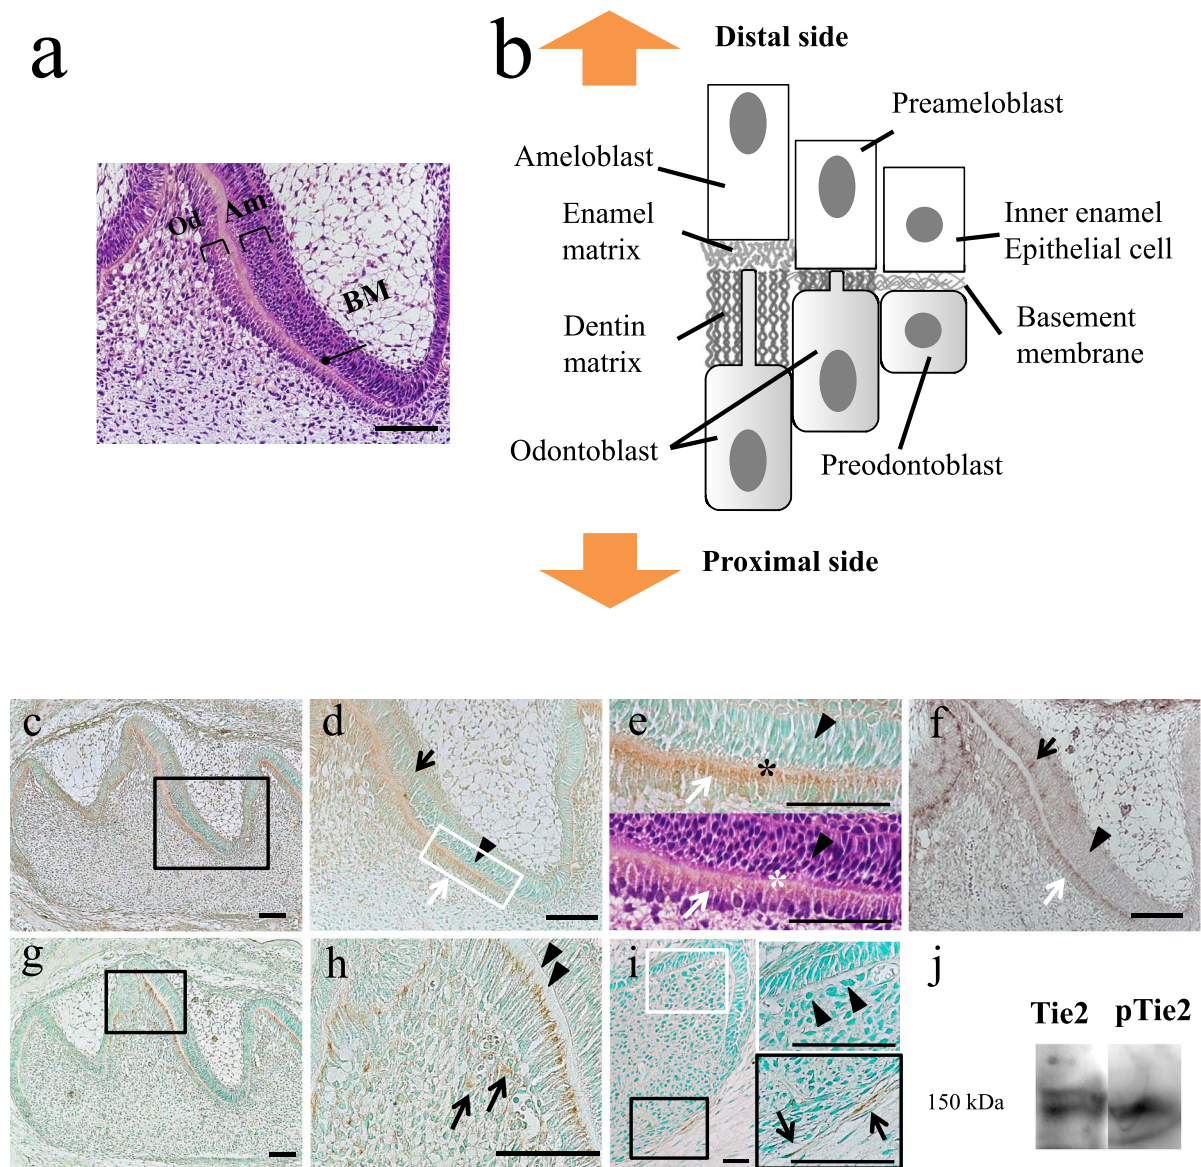 a
Od
Am
BM
b
Distal side
Preameloblast
Ameloblast
Enamel
matrix
Inner enamel
Epithelial cell
Dentin
matrix
Basement
membrane
Odontoblast
Preodontoblast
Proximal side
c
d
e
*
*
f
g
h
i
j
Tie2
pTie2
150 kDa